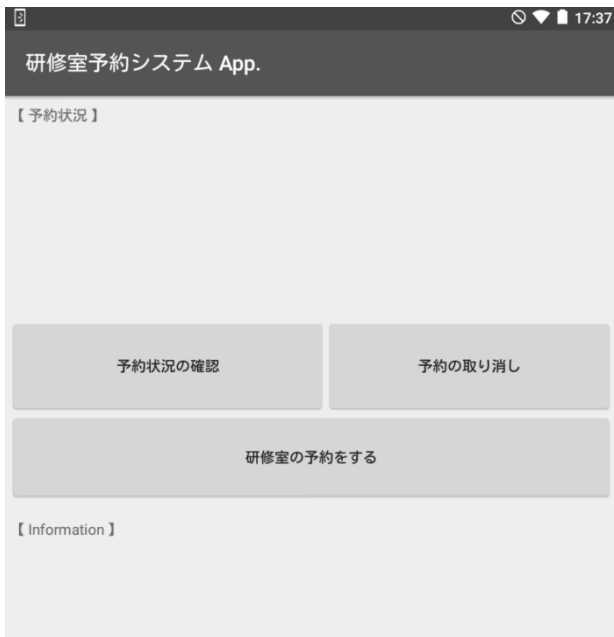 17:37
研修室予約システム App.
【 予約状況 】
予約状況の確認
予約の取り消し
研修室の予約をする
【 Information 】